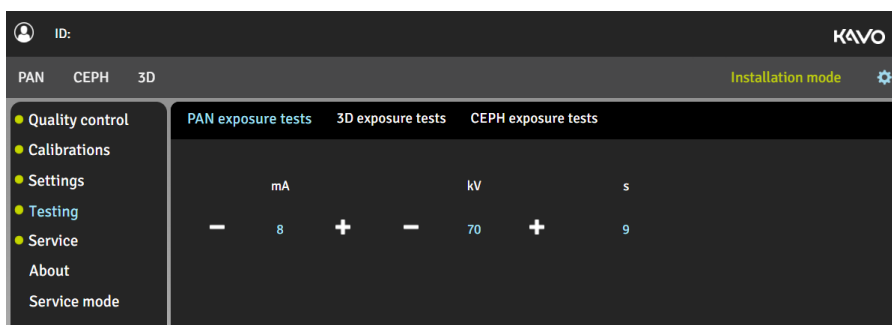 ID:
KAVO
PAN CEPH 3D
Installation mode
Quality control
Calibrations
Settings
Testing
Service
About
Service mode
PAN exposure tests 3D exposure tests CEPH exposure tests
mA kV s
− 8 + − 70 + 9